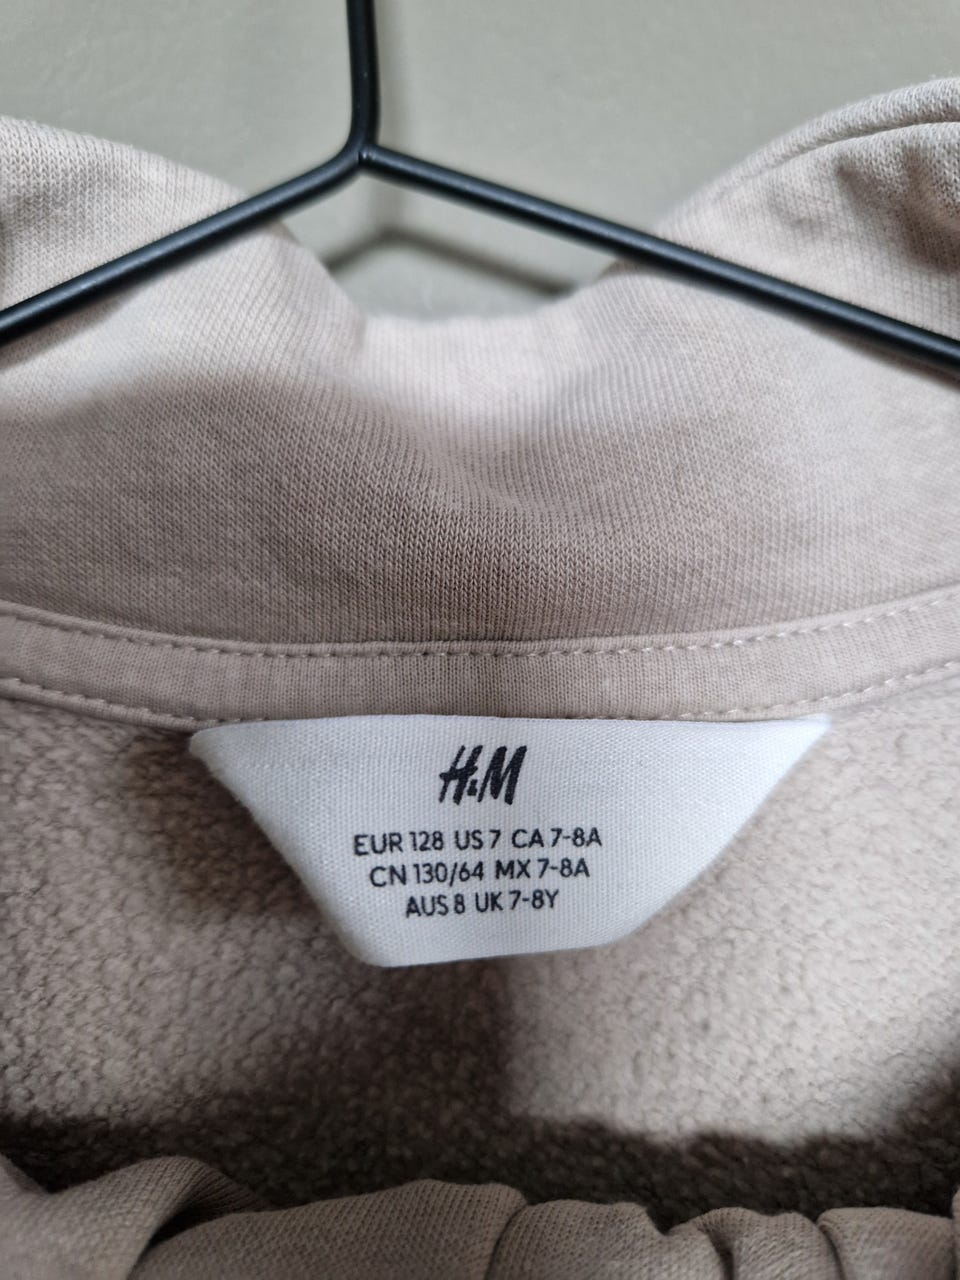 H&M
EUR 128 US 7 CA 7-8A
CN 130/64 MX 7-8A
AUS 8 UK 7-8Y